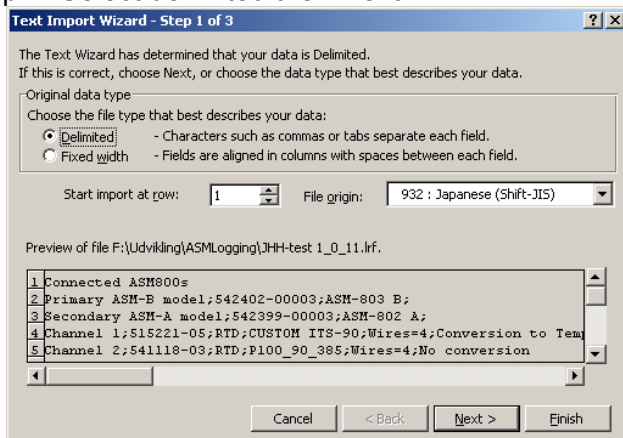 Text Import Wizard - Step 1 of 3
The Text Wizard has determined that your data is Delimited.
If this is correct, choose Next, or choose the data type that best describes your data.
Original data type
Choose the file type that best describes your data:
Delimited - Characters such as commas or tabs separate each field.
Fixed width - Fields are aligned in columns with spaces between each field.
Start import at row: 1 File origin: 932 : Japanese (Shift-JIS)
Preview of file F:\Udvikling\ASMLogging\JHH-test 1_0_11.lrf.
1 Connected ASM800s
2 Primary ASM-B model;542402-00003;ASM-803 B;
3 Secondary ASM-A model;542399-00003;ASM-802 A;
4 Channel 1;515221-05;RTD;CUSTOM ITS-90;Wires=4;Conversion to Tem
5 Channel 2;541118-03;RTD;P100_90_385;Wires=4;No conversion
Cancel < Back Next > Finish